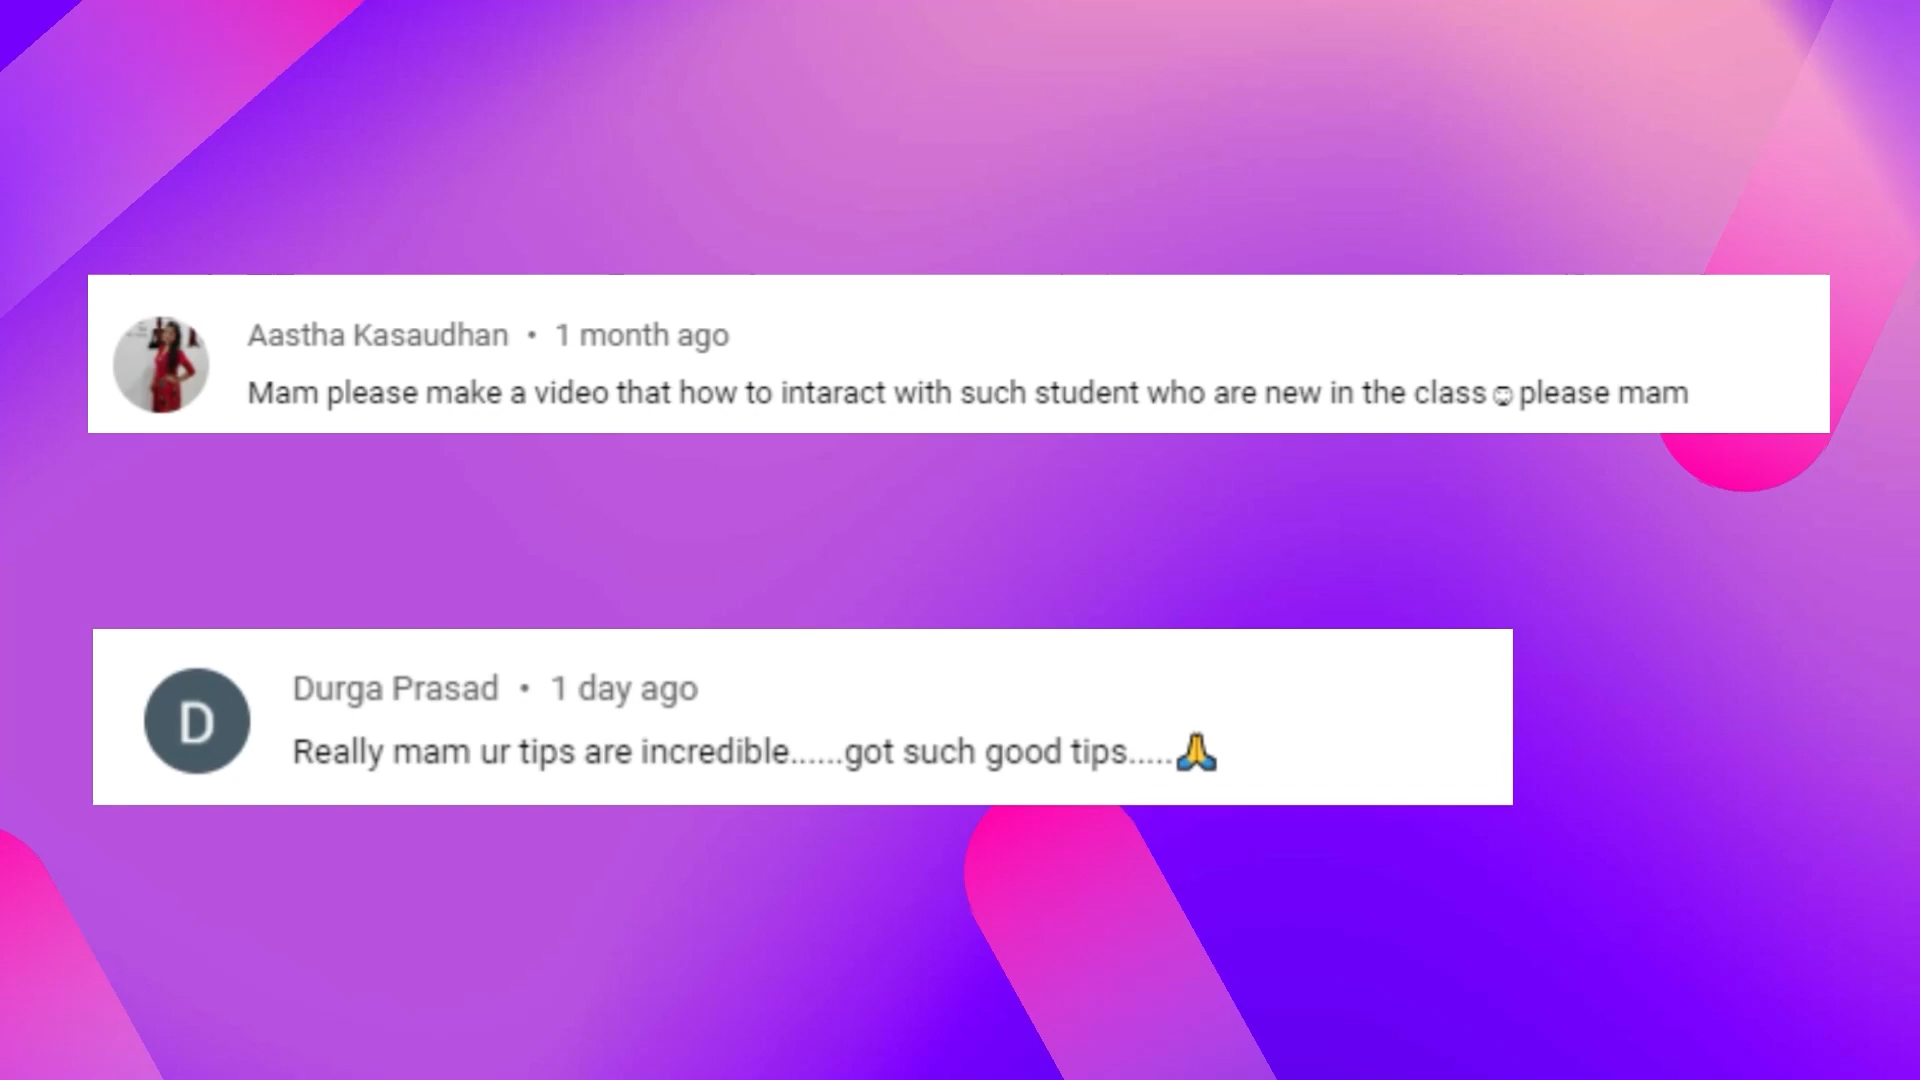 Aastha Kasaudhan • 1 month ago
Mam please make a video that how to intaract with such student who are new in the class☺please mam
D
Durga Prasad • 1 day ago
Really mam ur tips are incredible......got such good tips.....🙏